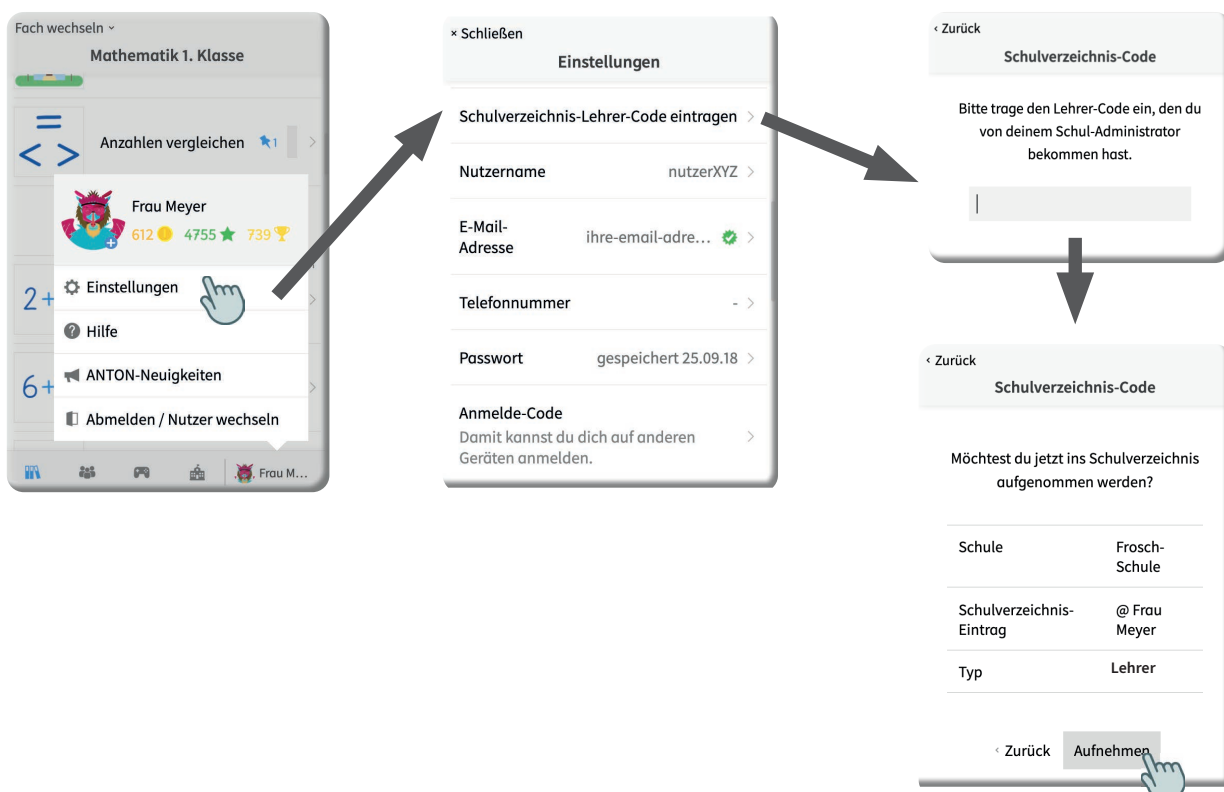 Fach wechseln
Mathematik 1. Klasse
=
< >
Anzahlen vergleichen 1
Frau Meyer
612 4755 739
2+
Einstellungen
Hilfe
6+
ANTON-Neuigkeiten
Abmelden / Nutzer wechseln
Frau M...
× Schließen
Einstellungen
Schulverzeichnis-Lehrer-Code eintragen >
Nutzername nutzerXYZ >
E-Mail-
Adresse ihre-email-adre... >
Telefonnummer - >
Passwort gespeichert 25.09.18 >
Anmelde-Code
Damit kannst du dich auf anderen
Geräten anmelden. >
‹ Zurück
Schulverzeichnis-Code
Bitte trage den Lehrer-Code ein, den du
von deinem Schul-Administrator
bekommen hast.
‹ Zurück
Schulverzeichnis-Code
Möchtest du jetzt ins Schulverzeichnis
aufgenommen werden?
Schule Frosch-
Schule
Schulverzeichnis- @ Frau
Eintrag Meyer
Typ Lehrer
‹ Zurück Aufnehmen